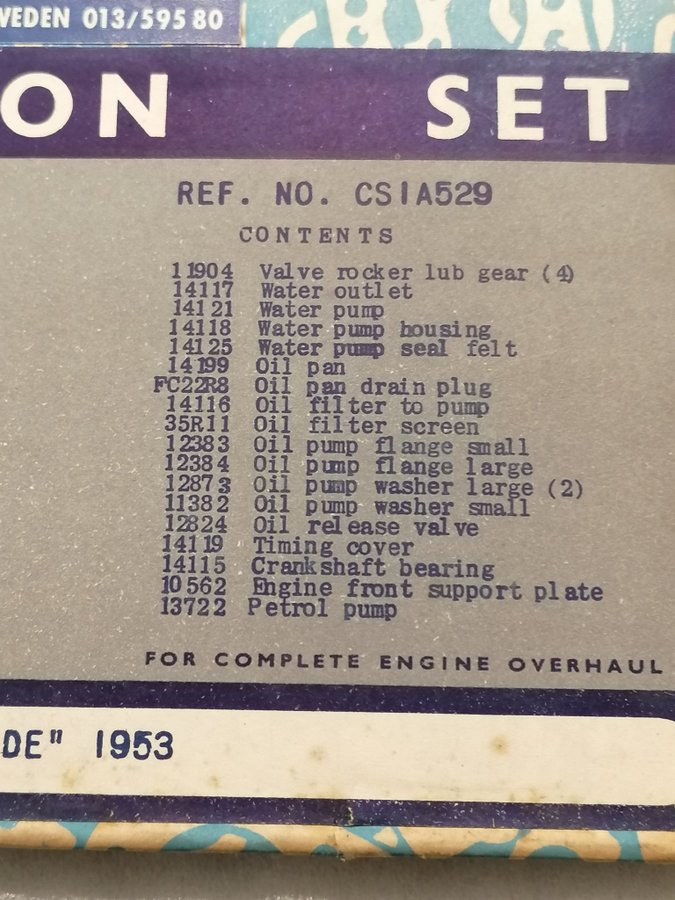 WEDEN 013/595 80
ON SET
REF. NO. CS1A529
CONTENTS
11904 Valve rocker lub gear (4)
14117 Water outlet
14121 Water pump
14118 Water pump housing
14125 Water pump seal felt
14199 Oil pan
FC22R8 Oil pan drain plug
14116 Oil filter to pump
35R11 Oil filter screen
12383 Oil pump flange small
12384 Oil pump flange large
12873 Oil pump washer large (2)
11382 Oil pump washer small
12824 Oil release valve
14119 Timing cover
14115 Crankshaft bearing
10562 Engine front support plate
13722 Petrol pump
FOR COMPLETE ENGINE OVERHAUL
DE" 1953